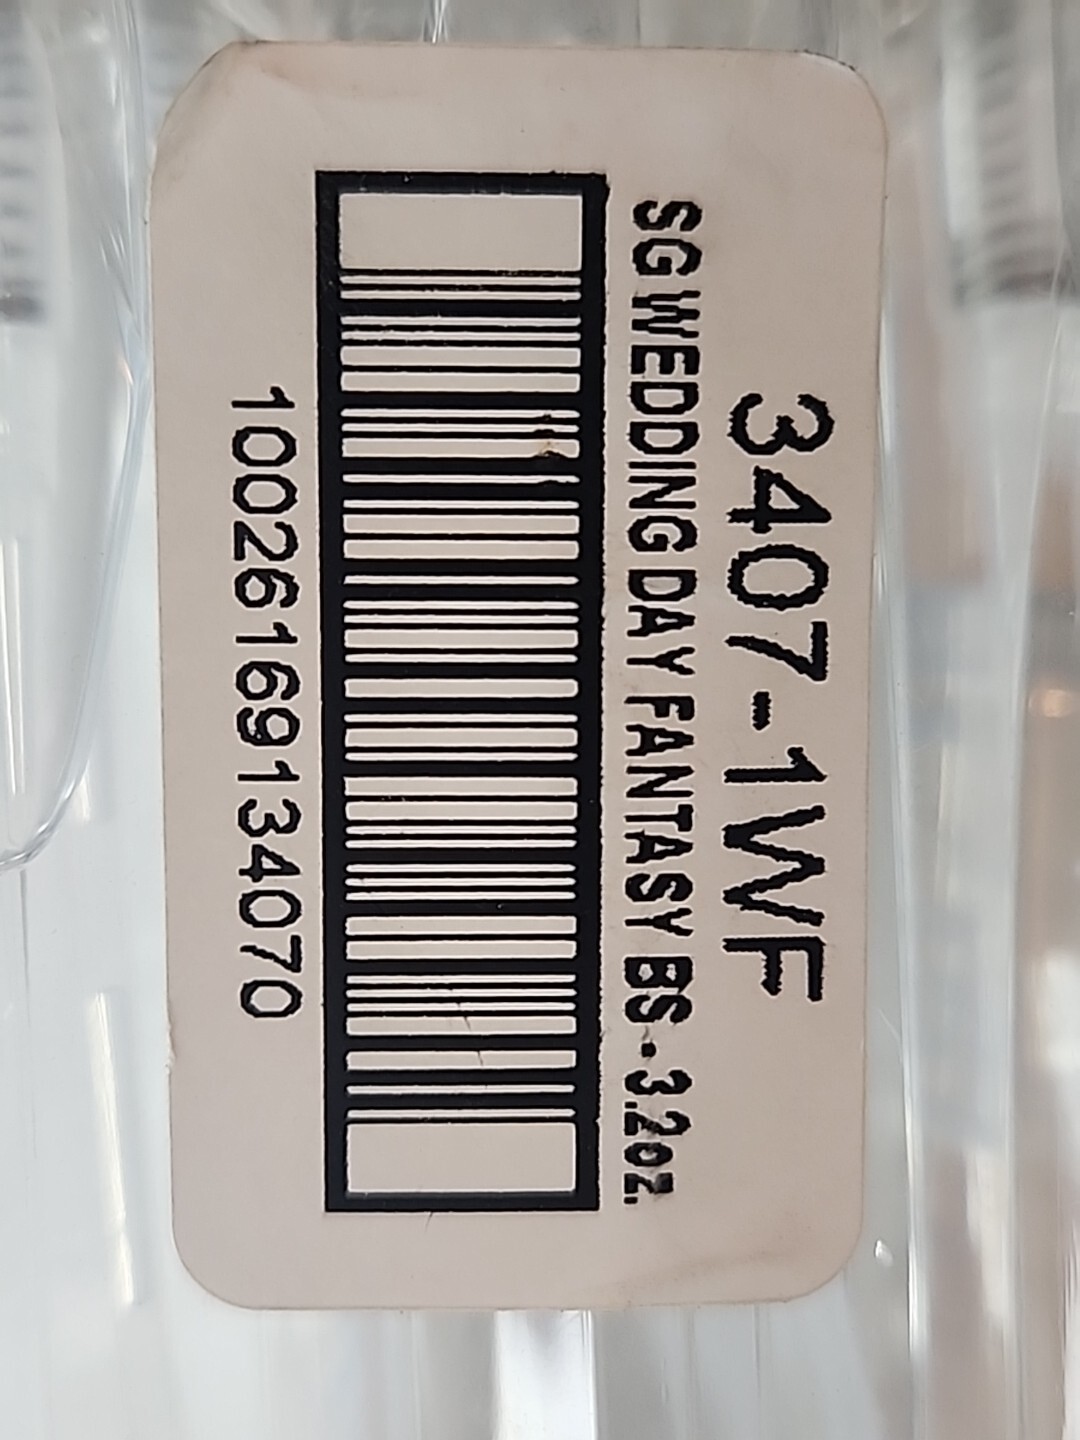 3407-1WF
SG WEDDING DAY FANTASY BS - 3.2oz.
10026169134070